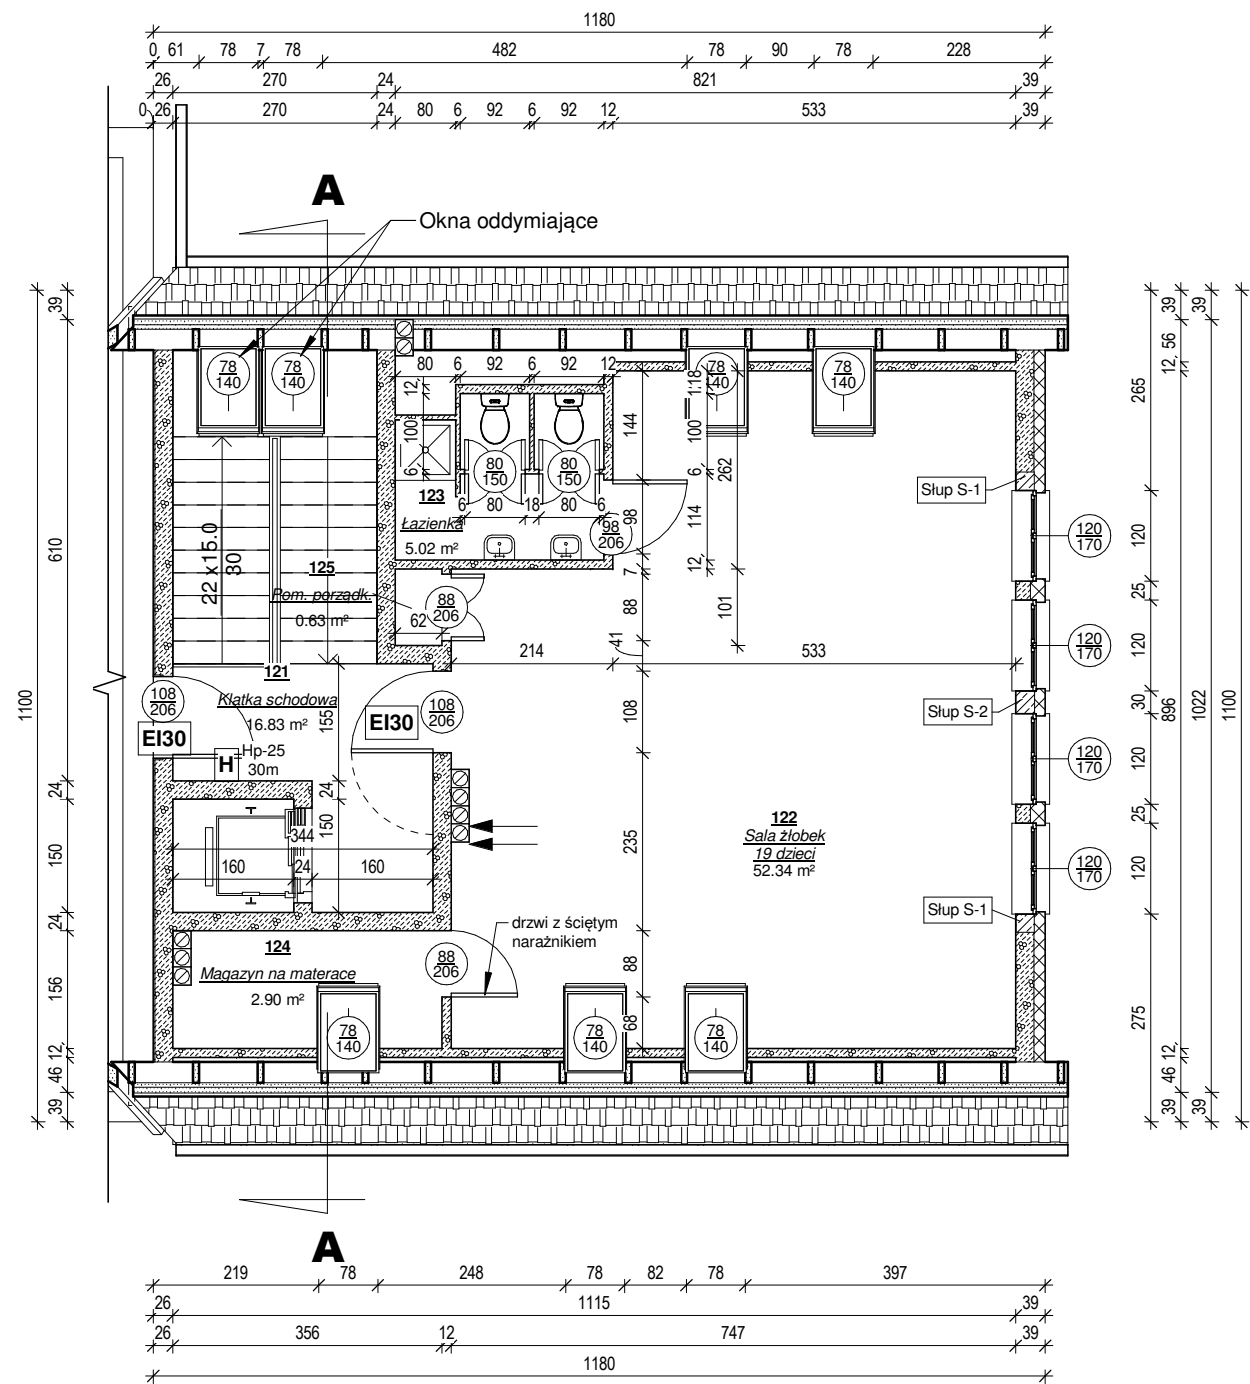 1180
0 61 78 7 78 482 78 90 78 228
26 270 24 821 39
0 26 270 24 80 6 92 6 92 12 533 39
A
Okna oddymiające
39
610
1100
24
150
24
156
12
46
39
78
140
78
140
78
140
78
140
80 6 92 6 92 12
12
100
6
144
118
100
6
262
114
12
80
150
80
150
123
Łazienka
5.02 m²
6 80 18 80 6
98
98
206
7
88
41
101
22 x15.0
30
125
Pom. porządk.
0.63 m²
62
88
206
214
533
121
Klatka schodowa
16.83 m²
155
108
206
EI30
108
206
EI30
H
Hp-25
30m
108
24
150
344
160 24 160
235
122
Sala żłobek
19 dzieci
52.34 m²
Słup S-1
Słup S-2
Słup S-1
120
170
120
170
120
170
120
170
39
56
12
265
120
25
120
30
120
25
120
275
896
12
46
39
39
1022
39
1100
124
Magazyn na materace
2.90 m²
88
206
drzwi z ściętym
narażnikiem
88
68
78
140
78
140
78
140
A
219 78 248 78 82 78 397
26 1115 39
26 356 12 747 39
1180